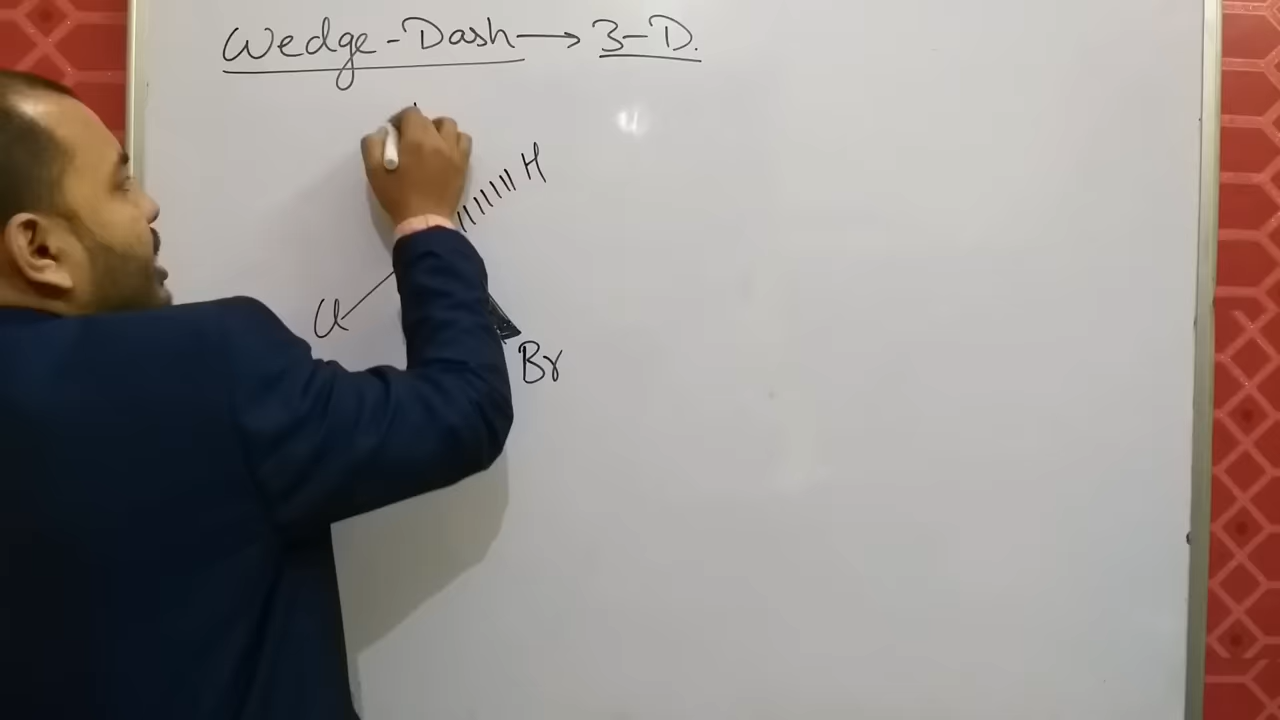 Wedge-Dash → 3-D.
H
Cl
Br